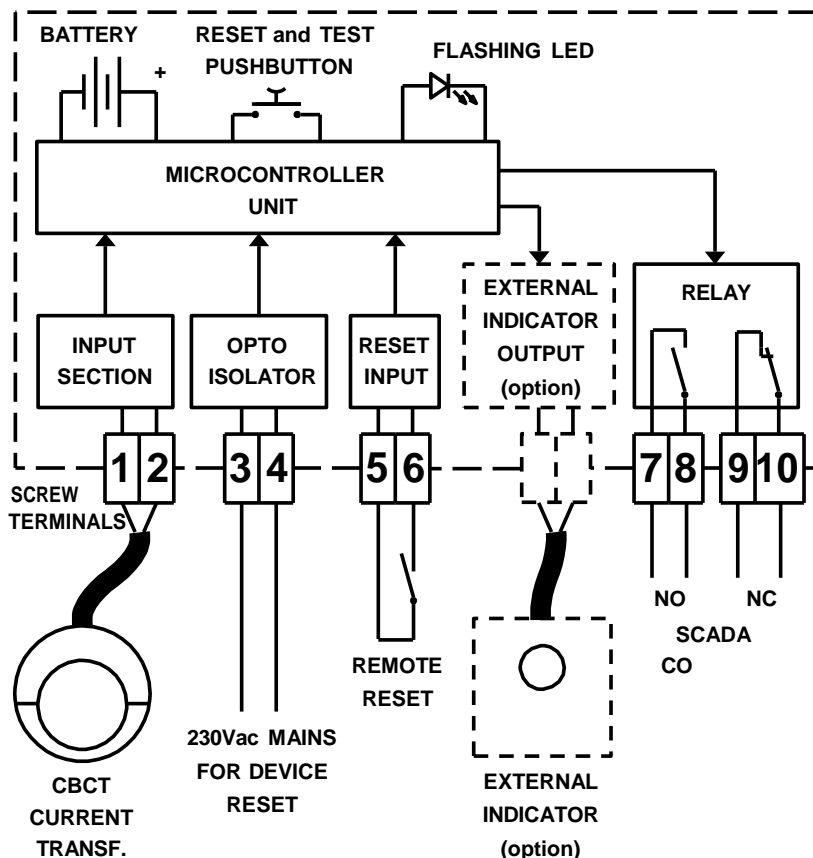 BATTERY
+
RESET and TEST
PUSHBUTTON
FLASHING LED
MICROCONTROLLER
UNIT
INPUT
SECTION
OPTO
ISOLATOR
RESET
INPUT
EXTERNAL
INDICATOR
OUTPUT
(option)
RELAY
1 2
3 4
5 6
7 8
9 10
SCREW
TERMINALS
CBCT
CURRENT
TRANSF.
230Vac MAINS
FOR DEVICE
RESET
REMOTE
RESET
EXTERNAL
INDICATOR
(option)
NO NC
SCADA
CO